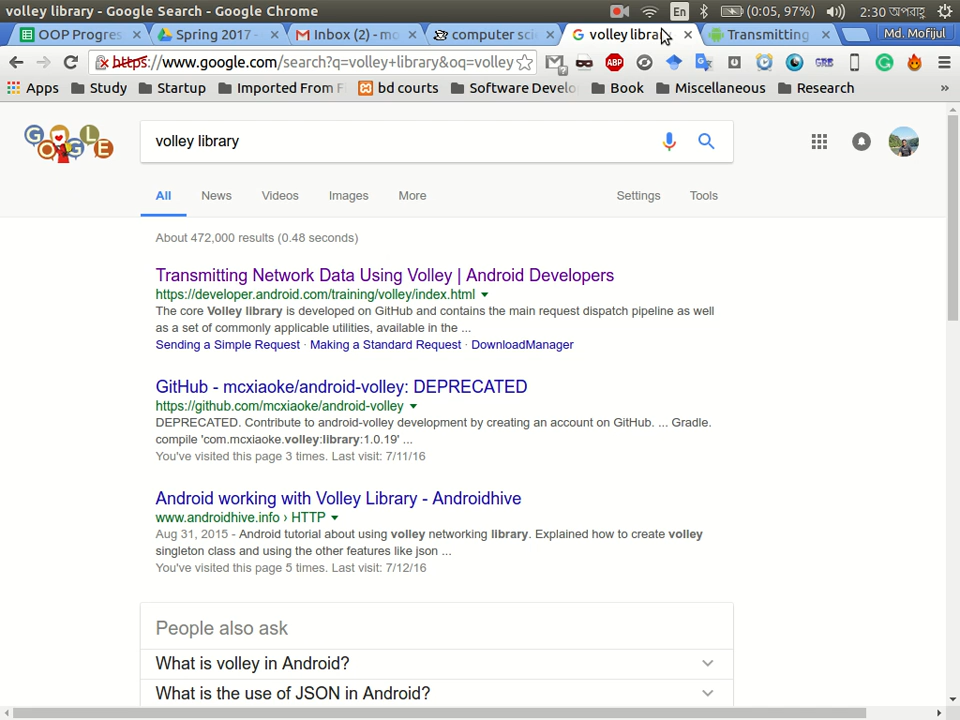 volley library - Google Search - Google Chrome
En
(0:05, 97%)
2:30 অপরাহ্
OOP Progres
Spring 2017 -
Inbox (2) - mo
computer sci
volley libra
Transmitting
Md. Mofijul
https://www.google.com/search?q=volley+library&oq=volley
ABP
GRE
Apps
Study
Startup
Imported From F
bd courts
Software Develo
Book
Miscellaneous
Research
»
GOOGLE
volley library
All
News
Videos
Images
More
Settings
Tools
About 472,000 results (0.48 seconds)
Transmitting Network Data Using Volley | Android Developers
https://developer.android.com/training/volley/index.html
The core Volley library is developed on GitHub and contains the main request dispatch pipeline as well
as a set of commonly applicable utilities, available in the ...
Sending a Simple Request · Making a Standard Request · DownloadManager
GitHub - mcxiaoke/android-volley: DEPRECATED
https://github.com/mcxiaoke/android-volley
DEPRECATED. Contribute to android-volley development by creating an account on GitHub. ... Gradle.
compile 'com.mcxiaoke.volley:library:1.0.19' ...
You've visited this page 3 times. Last visit: 7/11/16
Android working with Volley Library - Androidhive
www.androidhive.info › HTTP
Aug 31, 2015 - Android tutorial about using volley networking library. Explained how to create volley
singleton class and using the other features like json ...
You've visited this page 5 times. Last visit: 7/12/16
People also ask
What is volley in Android?
What is the use of JSON in Android?